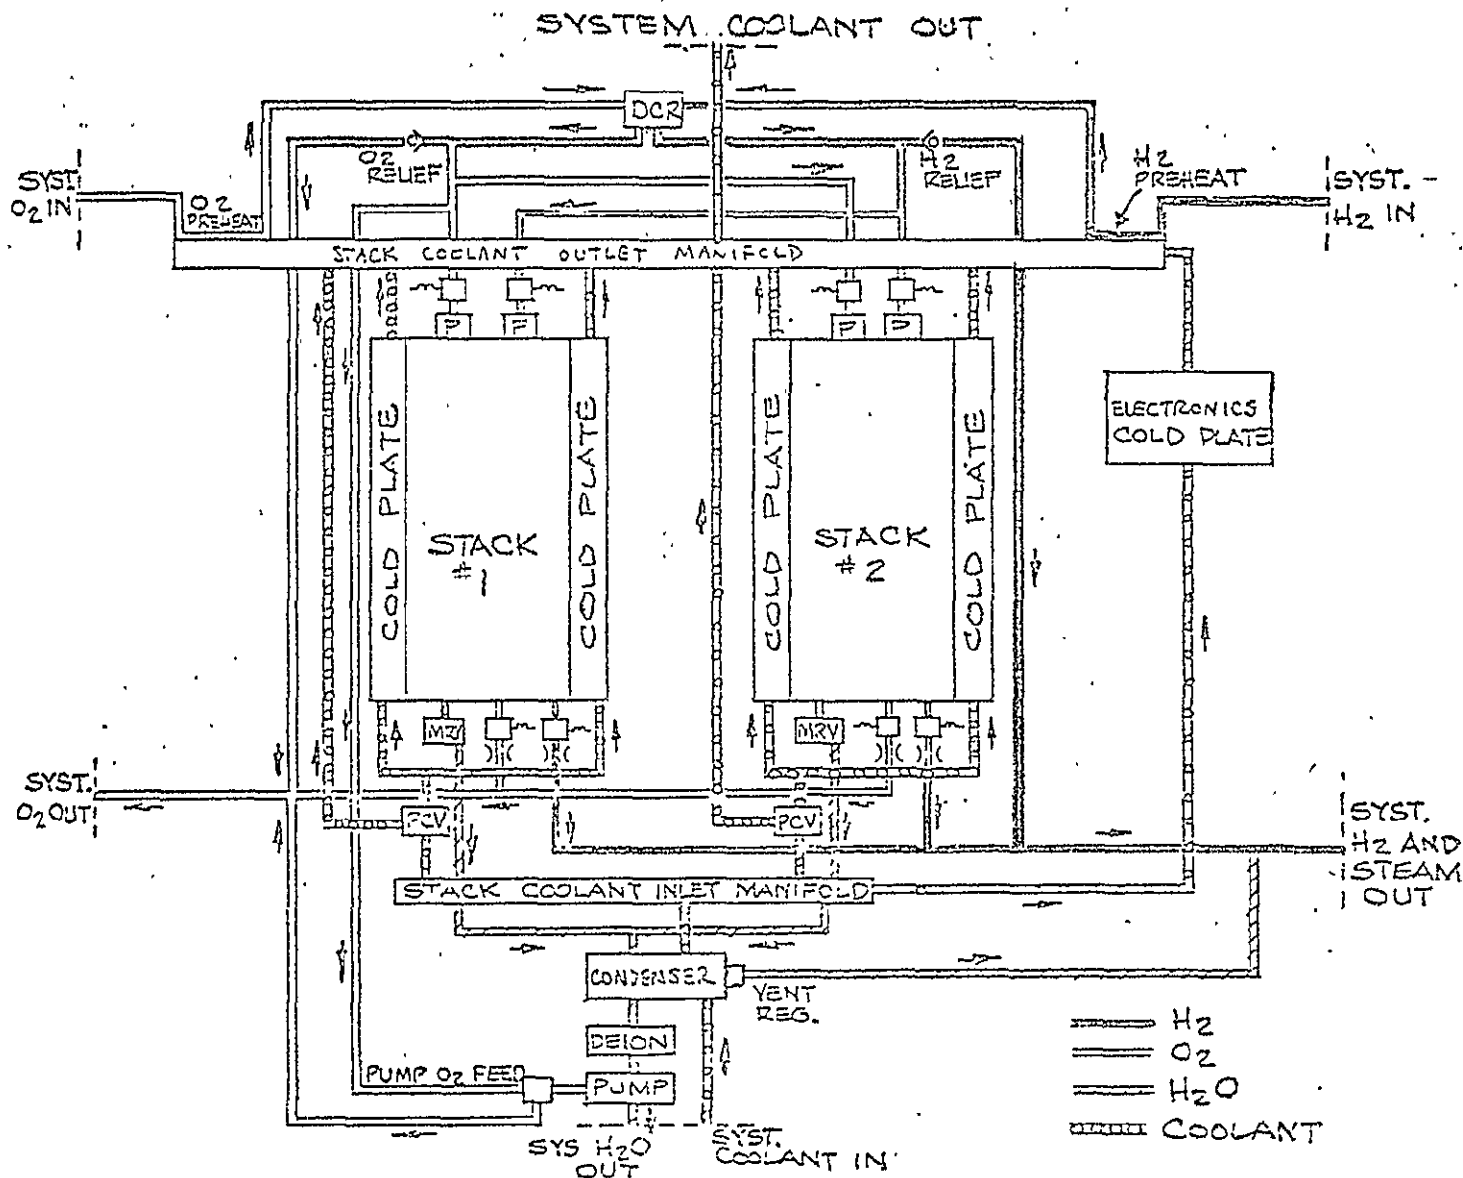 SYSTEM COOLANT OUT
DCR
O2
RELIEF
H2
RELIEF
H2
PREHEAT
SYST.
O2 IN
O2
PREHEAT
SYST. -
H2 IN
STACK COOLANT OUTLET MANIFOLD
P
P
P
P
COLD PLATE
STACK
#1
COLD PLATE
COLD PLATE
STACK
#2
COLD PLATE
ELECTRONICS
COLD PLATE
MRV
MRV
SYST.
O2 OUT
PCV
PCV
SYST.
H2 AND
STEAM
OUT
STACK COOLANT INLET MANIFOLD
CONDENSER
VENT
REG.
DEION
PUMP O2 FEED
PUMP
SYS H2O
OUT
SYST.
COOLANT IN
H2
O2
H2O
COOLANT